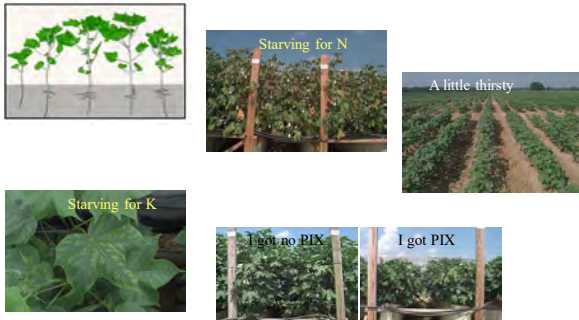 Starving for N
A little thirsty
Starving for K
I got no PIX
I got PIX